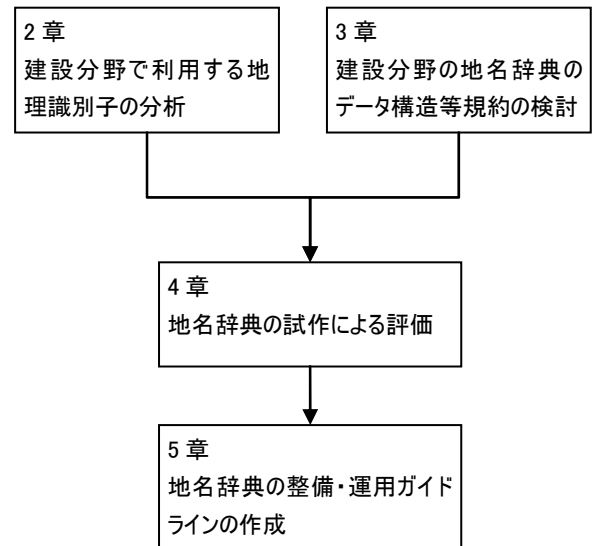 2 章
建設分野で利用する地
理識別子の分析
3 章
建設分野の地名辞典の
データ構造等規約の検討
4 章
地名辞典の試作による評価
5 章
地名辞典の整備・運用ガイド
ラインの作成